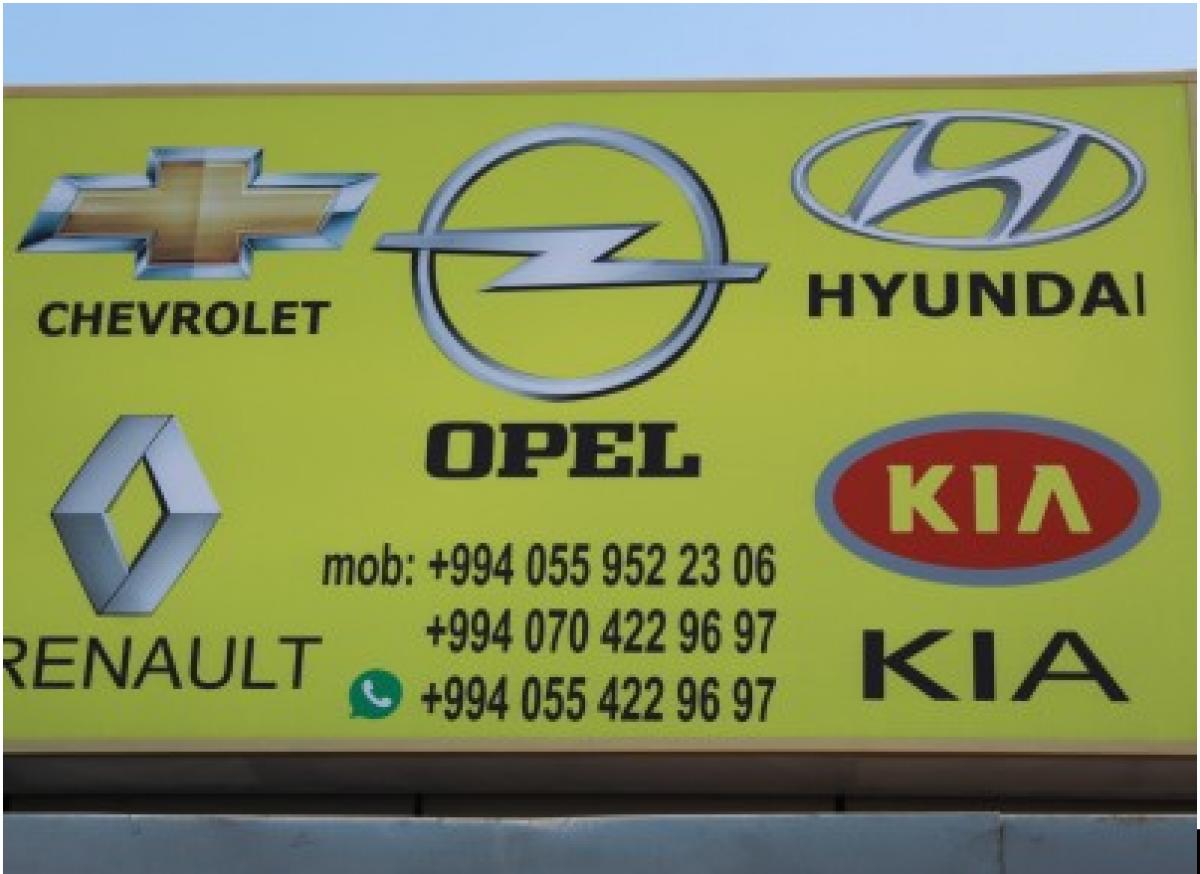 CHEVROLET
OPEL
HYUNDAI
RENAULT
KIA
KIA
mob: +994 055 952 23 06
+994 070 422 96 97
+994 055 422 96 97